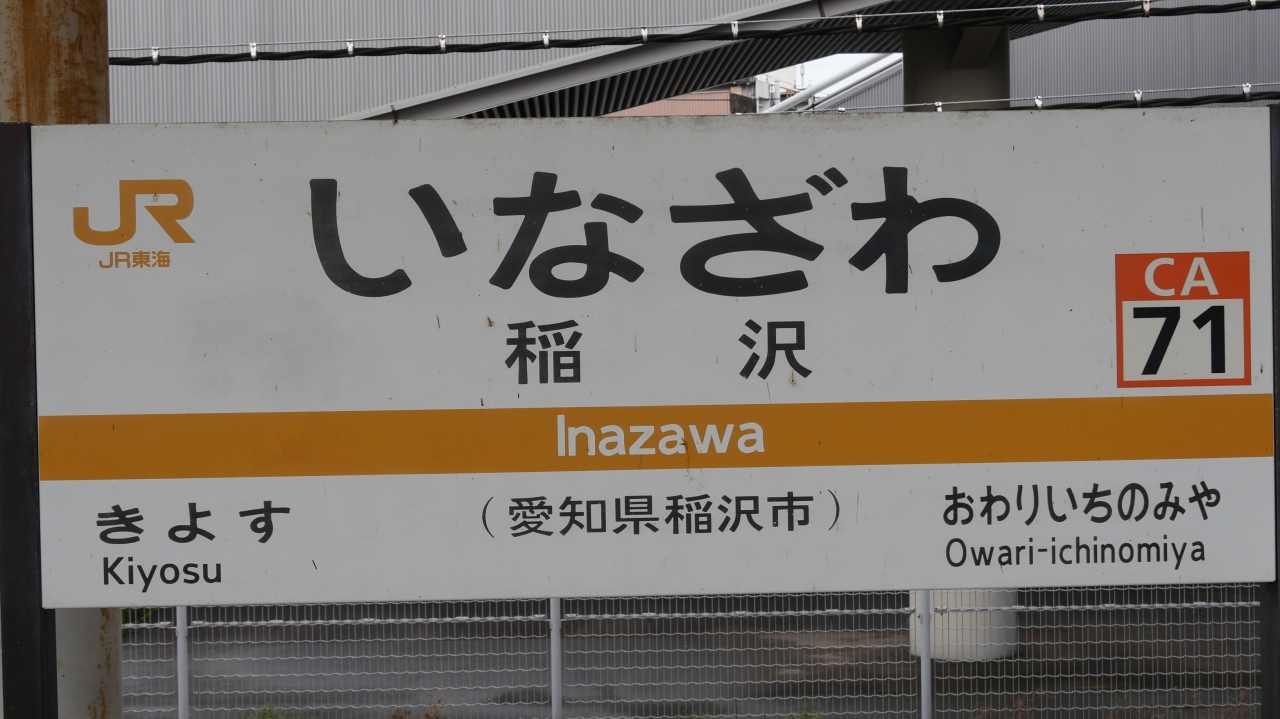 JR
JR東海
いなざわ
稲沢
CA
71
Inazawa
きよす
Kiyosu
(愛知県稲沢市)
おわりいちのみや
Owari-ichinomiya